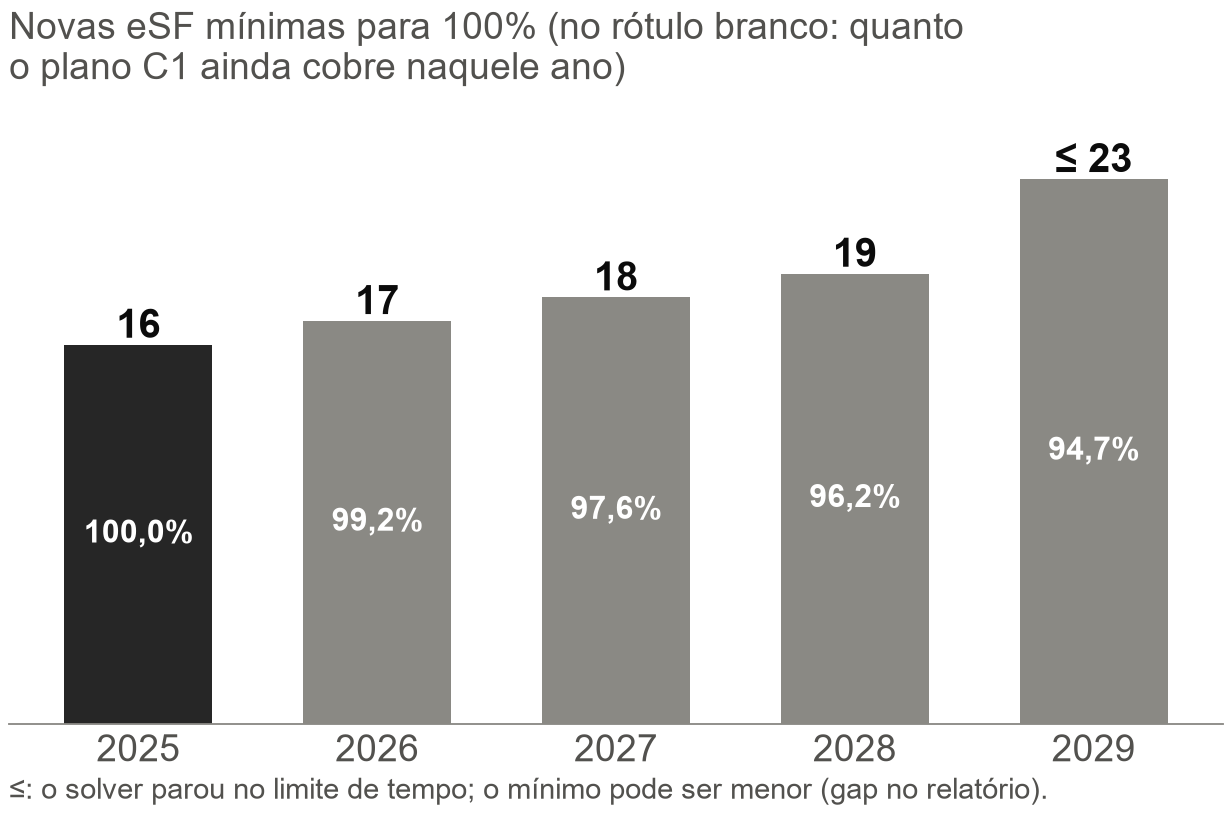 Novas eSF mínimas para 100% (no rótulo branco: quanto
o plano C1 ainda cobre naquele ano)
≤ 23
19
18
17
16
94,7%
96,2%
97,6%
99,2%
100,0%
2025 2026 2027 2028 2029
≤: o solver parou no limite de tempo; o mínimo pode ser menor (gap no relatório).